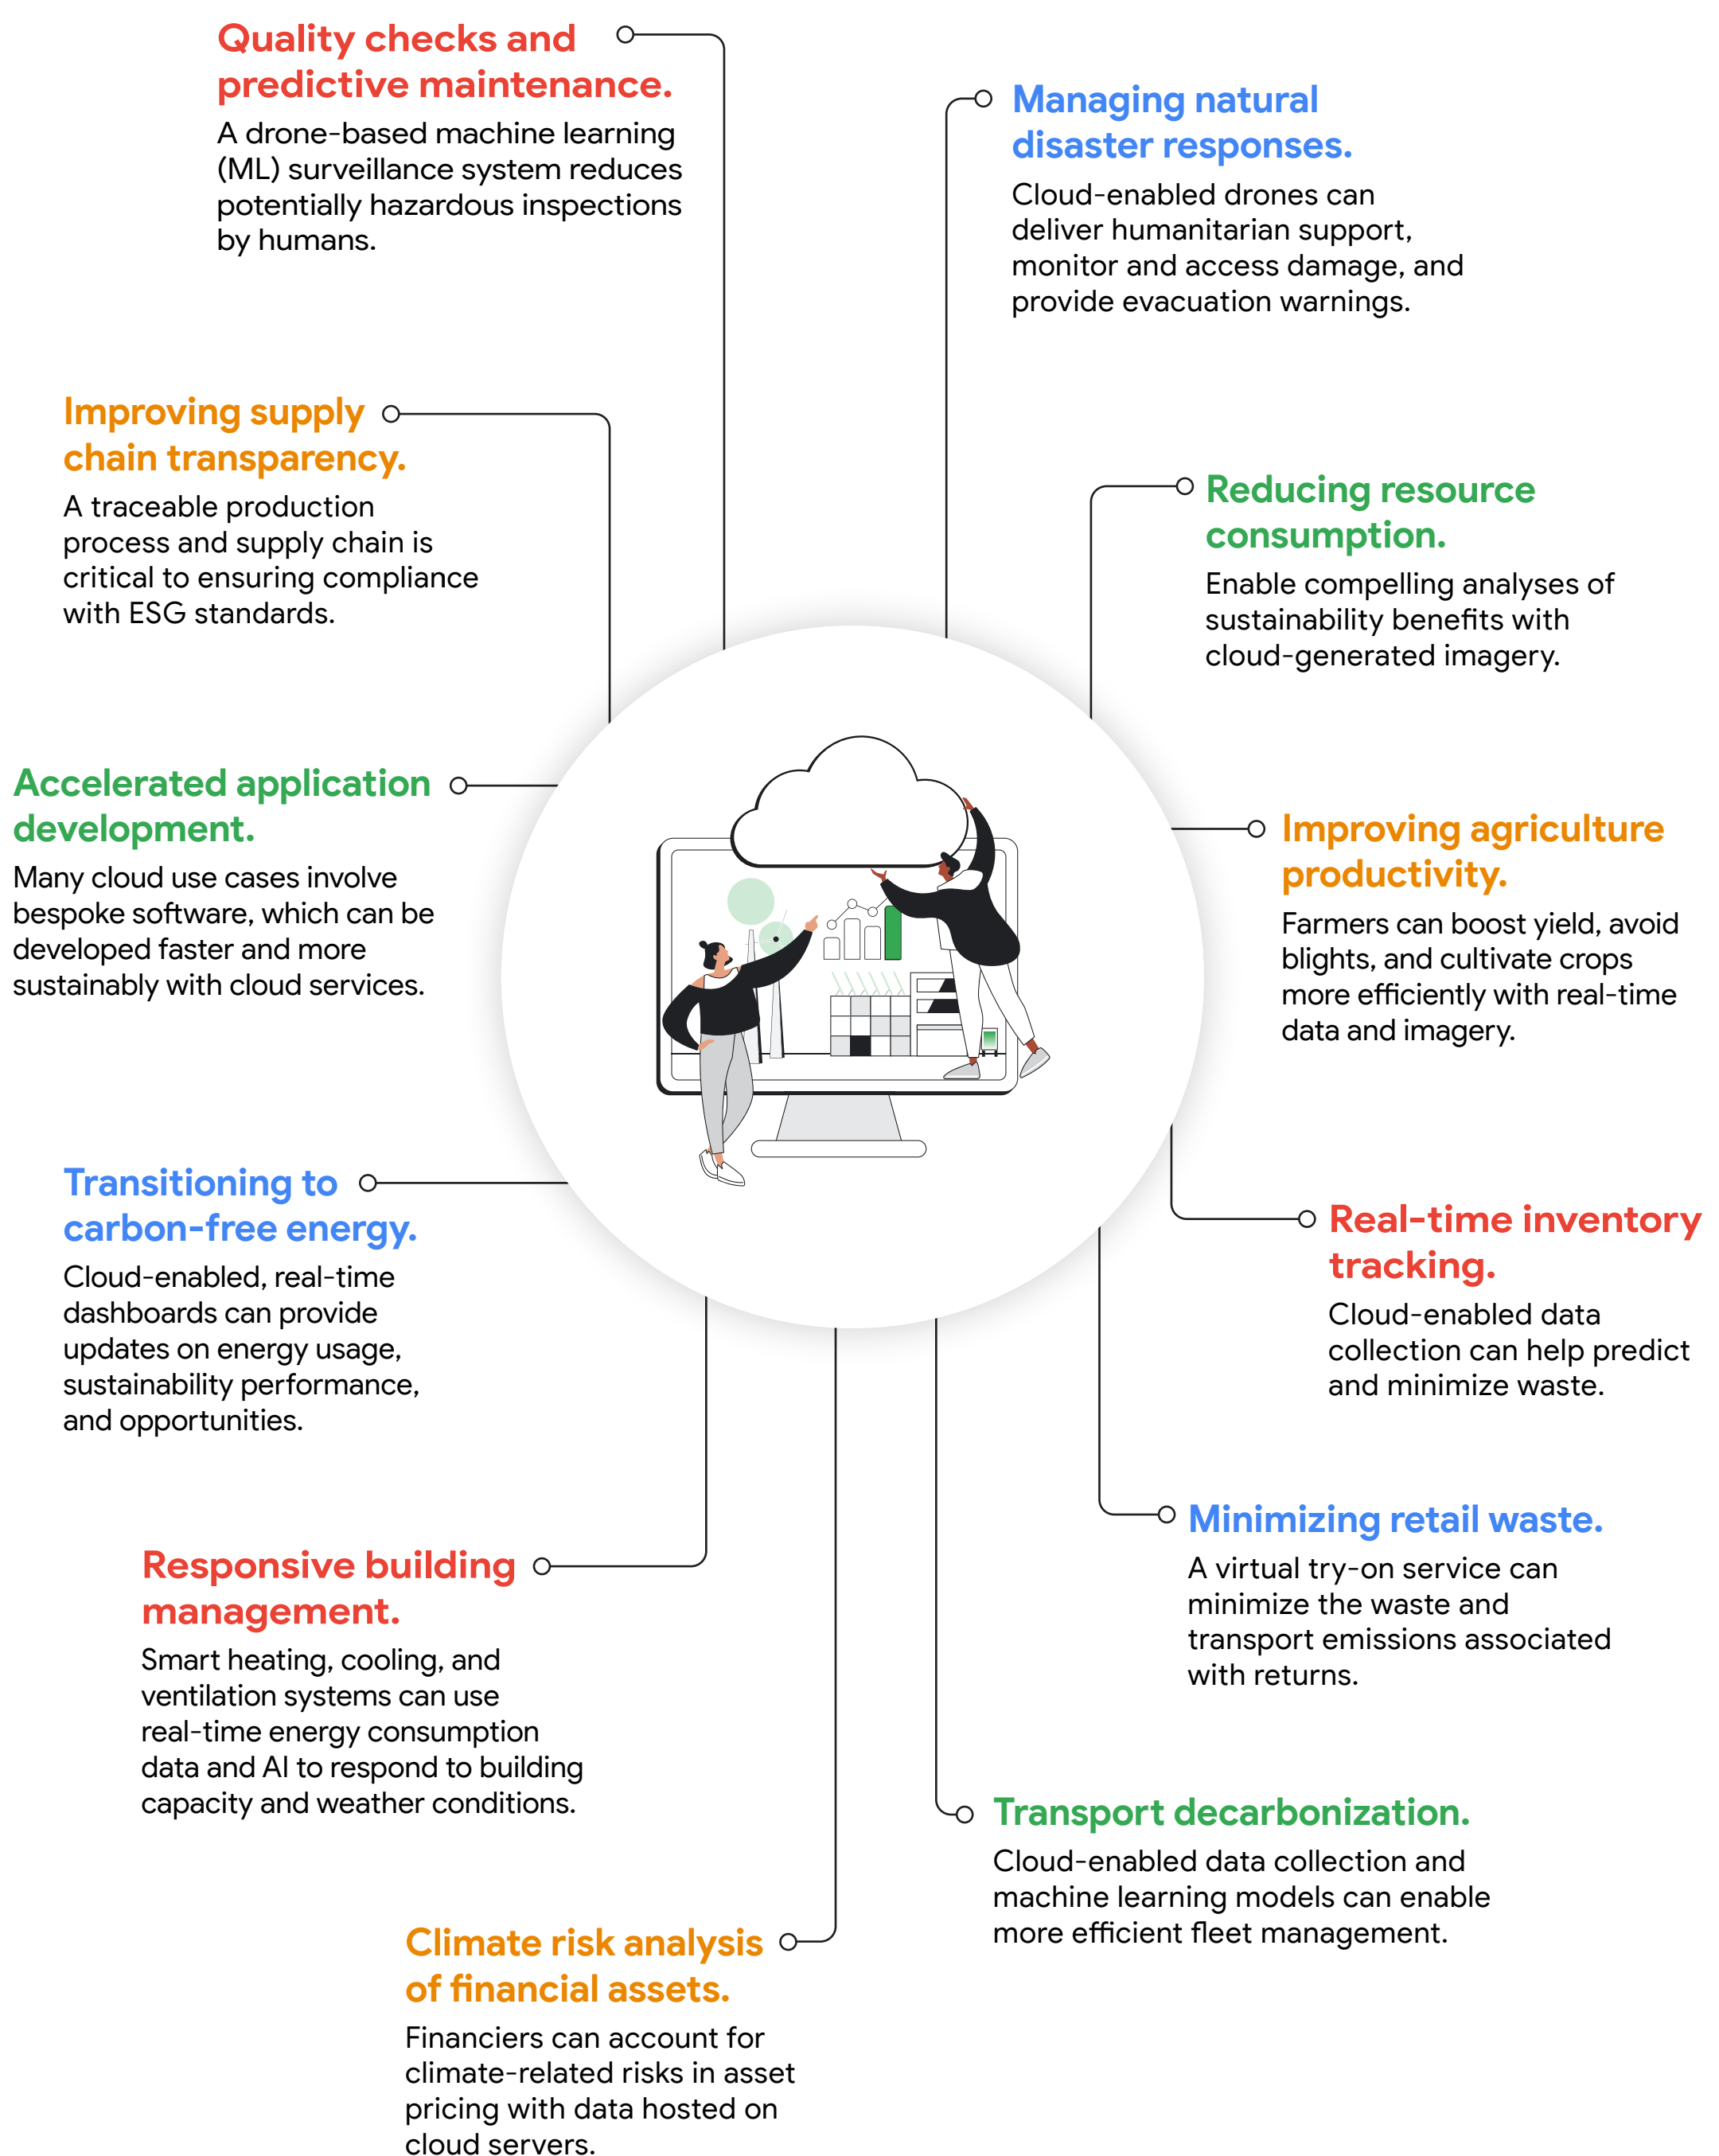 Quality checks and
predictive maintenance.
A drone-based machine learning
(ML) surveillance system reduces
potentially hazardous inspections
by humans.
Managing natural
disaster responses.
Cloud-enabled drones can
deliver humanitarian support,
monitor and access damage, and
provide evacuation warnings.
Improving supply
chain transparency.
A traceable production
process and supply chain is
critical to ensuring compliance
with ESG standards.
Reducing resource
consumption.
Enable compelling analyses of
sustainability benefits with
cloud-generated imagery.
Accelerated application
development.
Many cloud use cases involve
bespoke software, which can be
developed faster and more
sustainably with cloud services.
Improving agriculture
productivity.
Farmers can boost yield, avoid
blights, and cultivate crops
more efficiently with real-time
data and imagery.
Transitioning to
carbon-free energy.
Cloud-enabled, real-time
dashboards can provide
updates on energy usage,
sustainability performance,
and opportunities.
Real-time inventory
tracking.
Cloud-enabled data
collection can help predict
and minimize waste.
Responsive building
management.
Smart heating, cooling, and
ventilation systems can use
real-time energy consumption
data and AI to respond to building
capacity and weather conditions.
Minimizing retail waste.
A virtual try-on service can
minimize the waste and
transport emissions associated
with returns.
Transport decarbonization.
Cloud-enabled data collection and
machine learning models can enable
more efficient fleet management.
Climate risk analysis
of financial assets.
Financiers can account for
climate-related risks in asset
pricing with data hosted on
cloud servers.